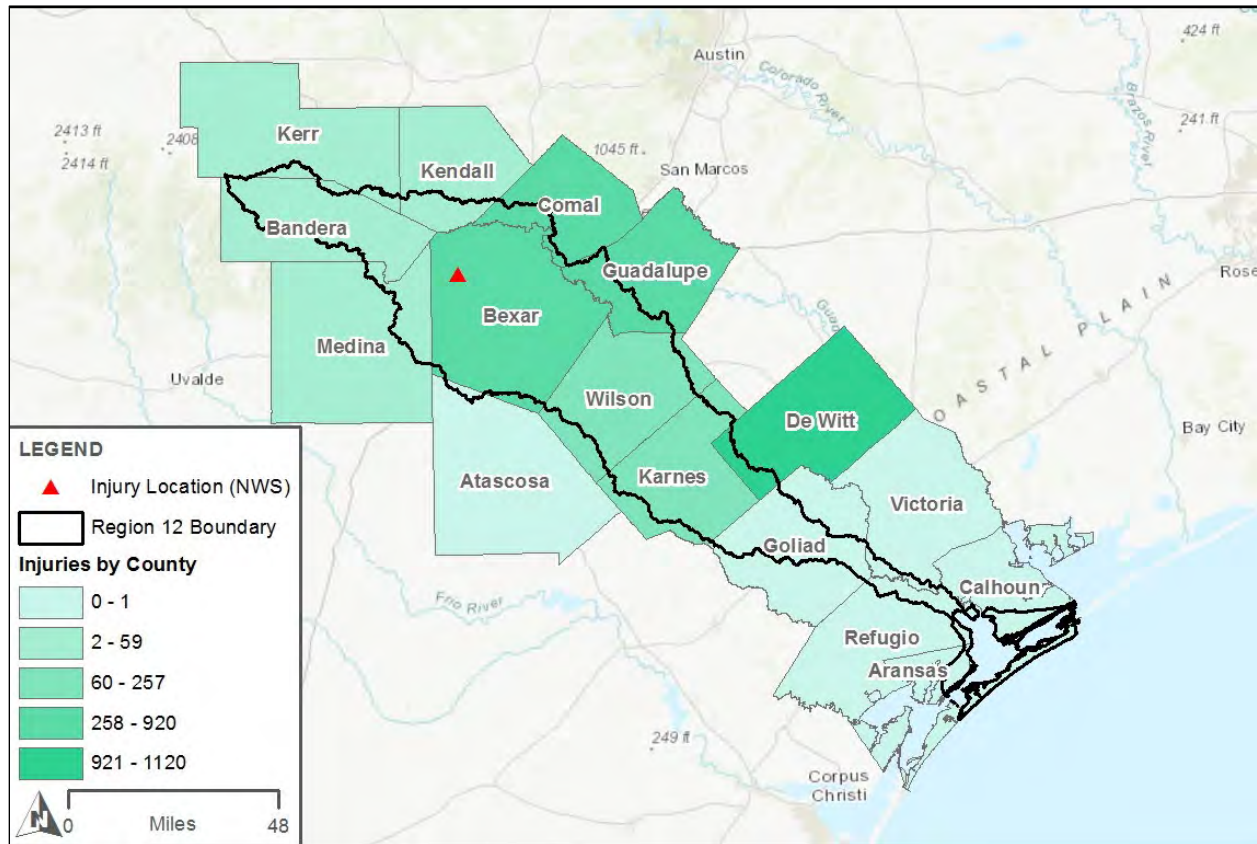 424 ft
Austin
Colorado River
Brazos River
2413 ft
2408
2414 ft
Kerr
1045 ft
241 ft
San Marcos
Kendall
Comal
Bandera
Guadalupe
Rose
Bexar
Medina
Uvalde
Wilson
De Witt
OASTAL PLAIN
Bay City
Atascosa
Karnes
Victoria
Goliad
Calhoun
Frio River
Refugio
Aransas
249 ft
Corpus
Christi
LEGEND
Injury Location (NWS)
Region 12 Boundary
Injuries by County
0 - 1
2 - 59
60 - 257
258 - 920
921 - 1120
N
0 Miles 48